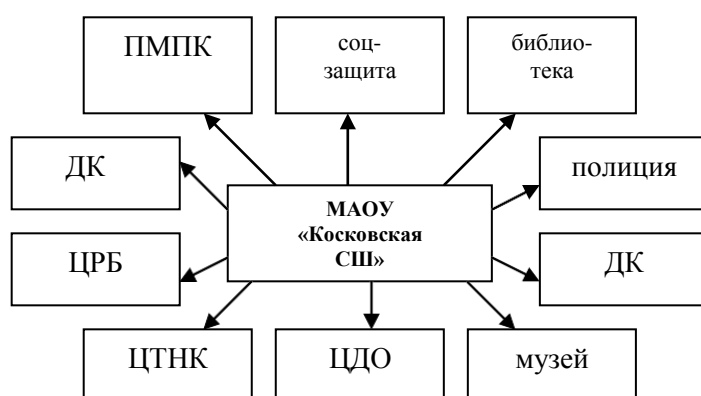 ПМПК
соц-
защита
библио-
тека
ДК
полиция
МАОУ
«Косковская
СШ»
ЦРБ
ДК
ЦТНК
ЦДО
музей